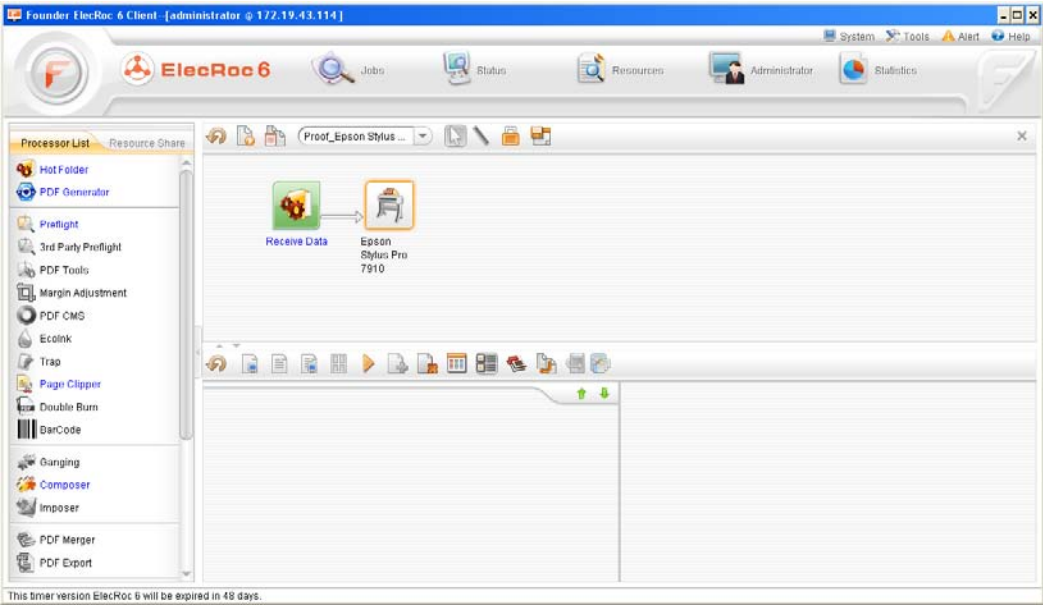 Founder ElecRoc 6 Client--[administrator @ 172.19.43.114]
System Tools Alert Help
F ElecRoc 6 Jobs Status Resources Administrator Statistics F
Processor List Resource Share
Proof_Epson Stylus ...
Hot Folder
PDF Generator
Preflight
3rd Party Preflight
PDF Tools
Margin Adjustment
PDF CMS
EcoInk
Trap
Page Clipper
Double Burn
BarCode
Ganging
Composer
Imposer
PDF Merger
PDF Export
Receive Data
Epson
Stylus Pro
7910
This timer version ElecRoc 6 will be expired in 48 days.